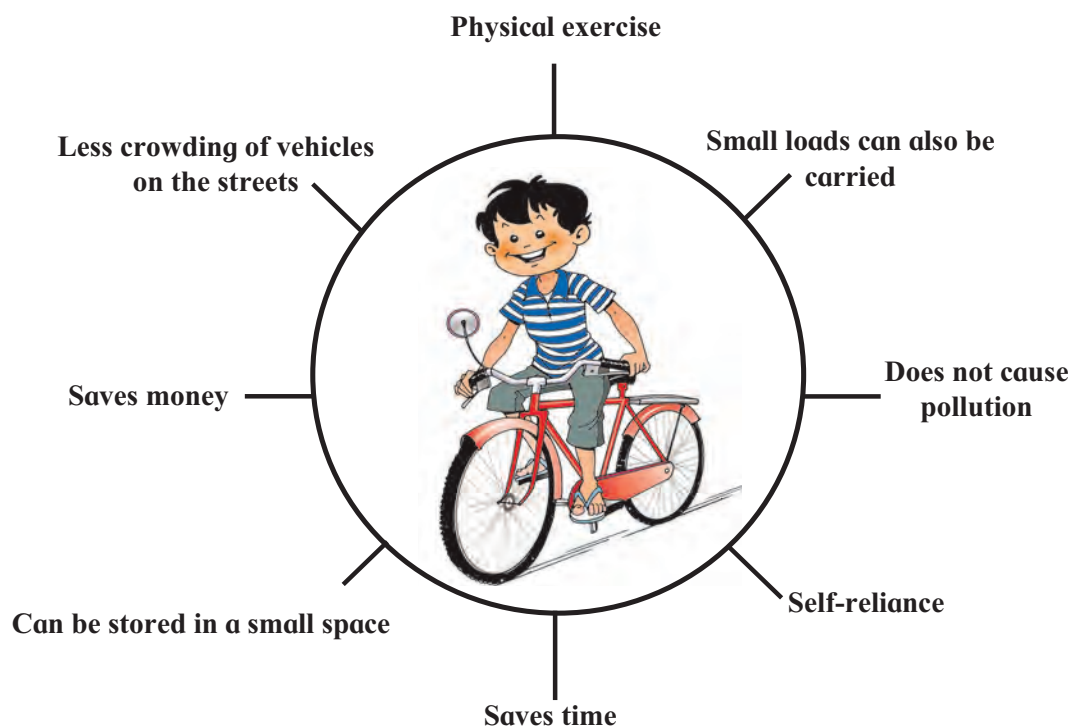 Physical exercise
Less crowding of vehicles
on the streets
Small loads can also be
carried
Saves money
Does not cause
pollution
Can be stored in a small space
Self-reliance
Saves time